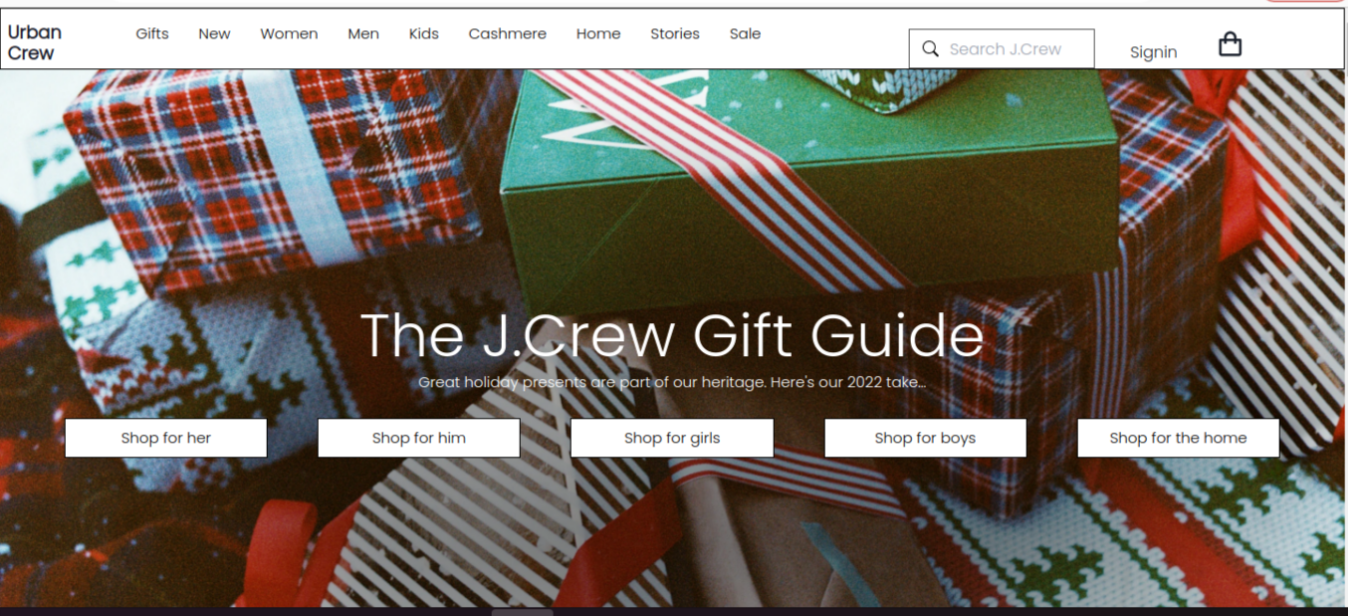 Urban
Crew
Gifts New Women Men Kids Cashmere Home Stories Sale
Search J.Crew
Signin
The J.Crew Gift Guide
Great holiday presents are part of our heritage. Here's our 2022 take...
Shop for her
Shop for him
Shop for girls
Shop for boys
Shop for the home